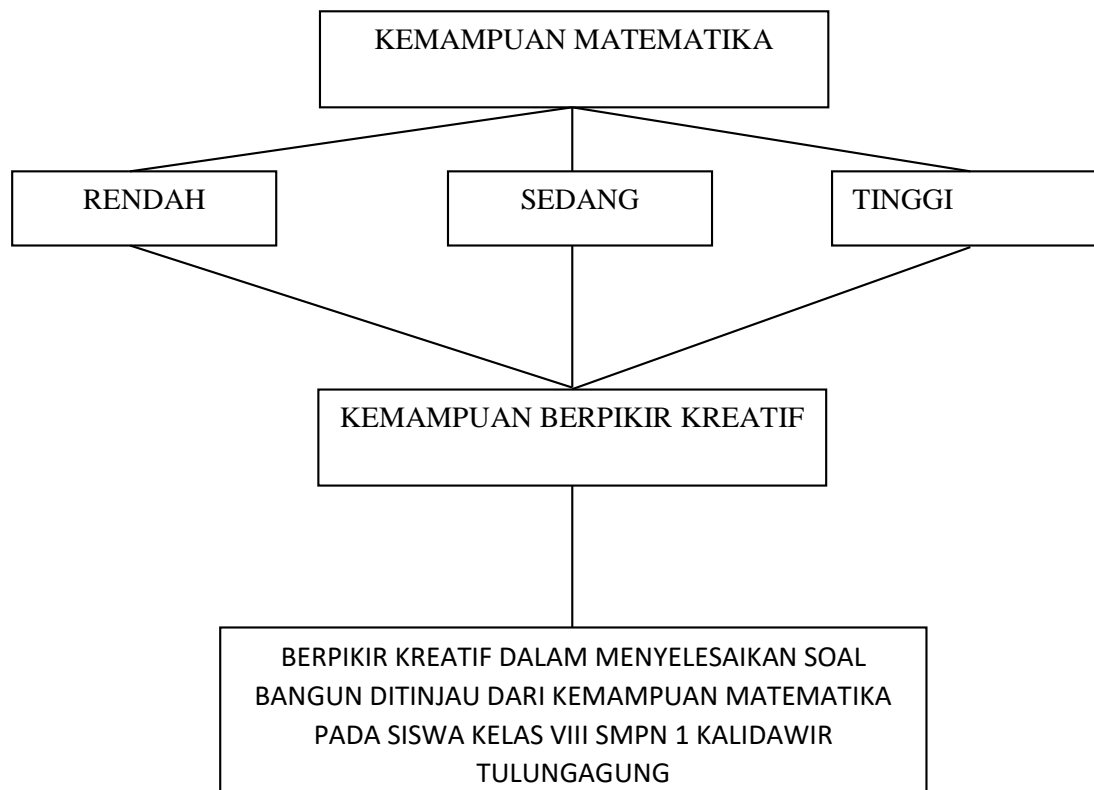 KEMAMPUAN MATEMATIKA
RENDAH
SEDANG
TINGGI
KEMAMPUAN BERPIKIR KREATIF
BERPIKIR KREATIF DALAM MENYELESAIKAN SOAL
BANGUN DITINJAU DARI KEMAMPUAN MATEMATIKA
PADA SISWA KELAS VIII SMPN 1 KALIDAWIR
TULUNGAGUNG